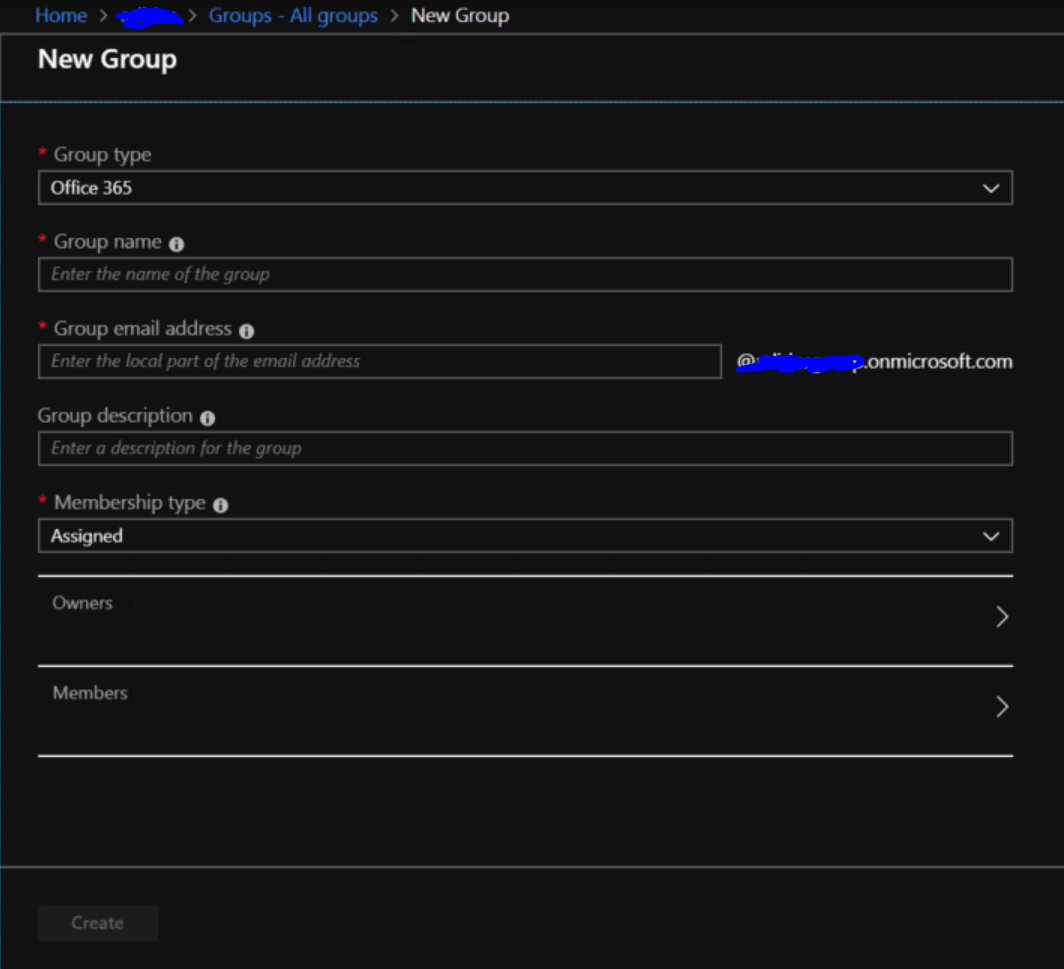 Home > > Groups - All groups > New Group
New Group
* Group type
Office 365
* Group name
Enter the name of the group
* Group email address
Enter the local part of the email address
@ .onmicrosoft.com
Group description
Enter a description for the group
* Membership type
Assigned
Owners
Members
Create